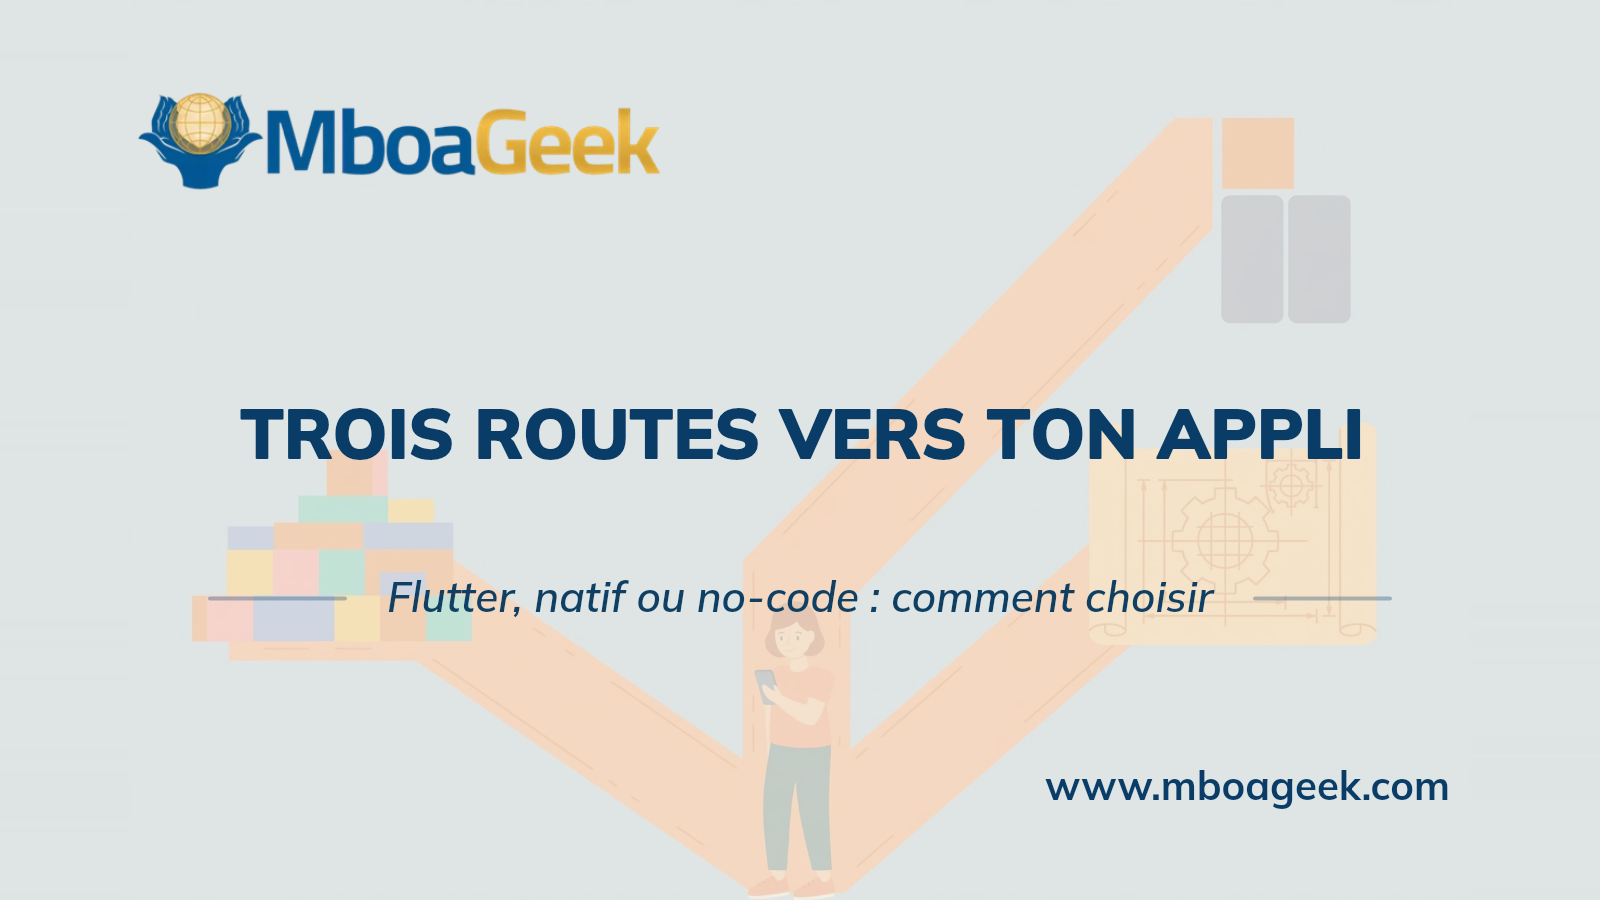 MboaGeek
TROIS ROUTES VERS TON APPLI
Flutter, natif ou no-code : comment choisir
www.mboageek.com